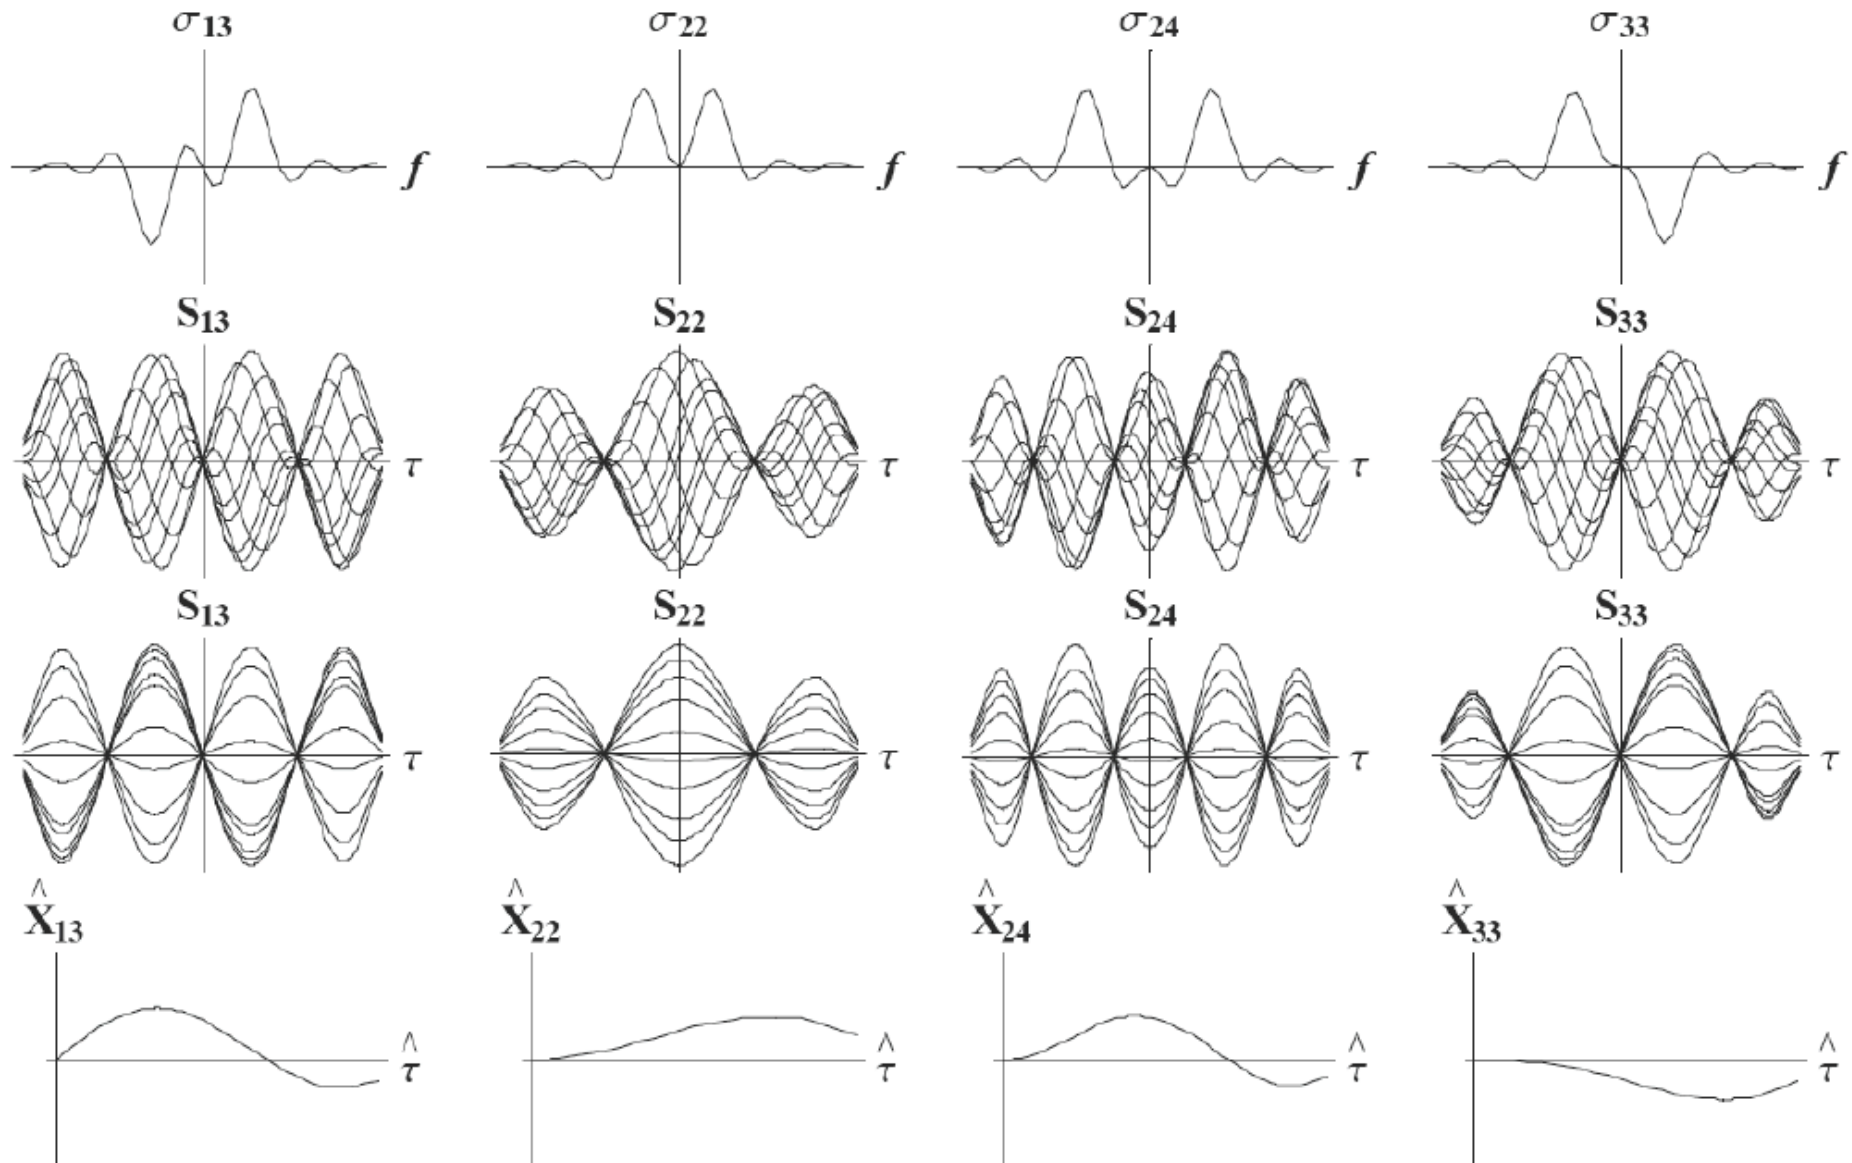 σ₁₃ σ₂₂ σ₂₄ σ₃₃
f f f f
S₁₃ S₂₂ S₂₄ S₃₃
τ τ τ τ
S₁₃ S₂₂ S₂₄ S₃₃
τ τ τ τ
X̂₁₃ X̂₂₂ X̂₂₄ X̂₃₃
τ̂ τ̂ τ̂ τ̂